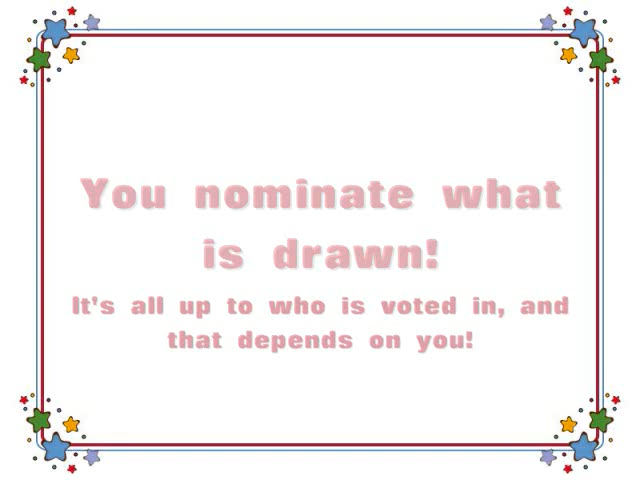 You nominate what
is drawn!
It's all up to who is voted in, and
that depends on you!